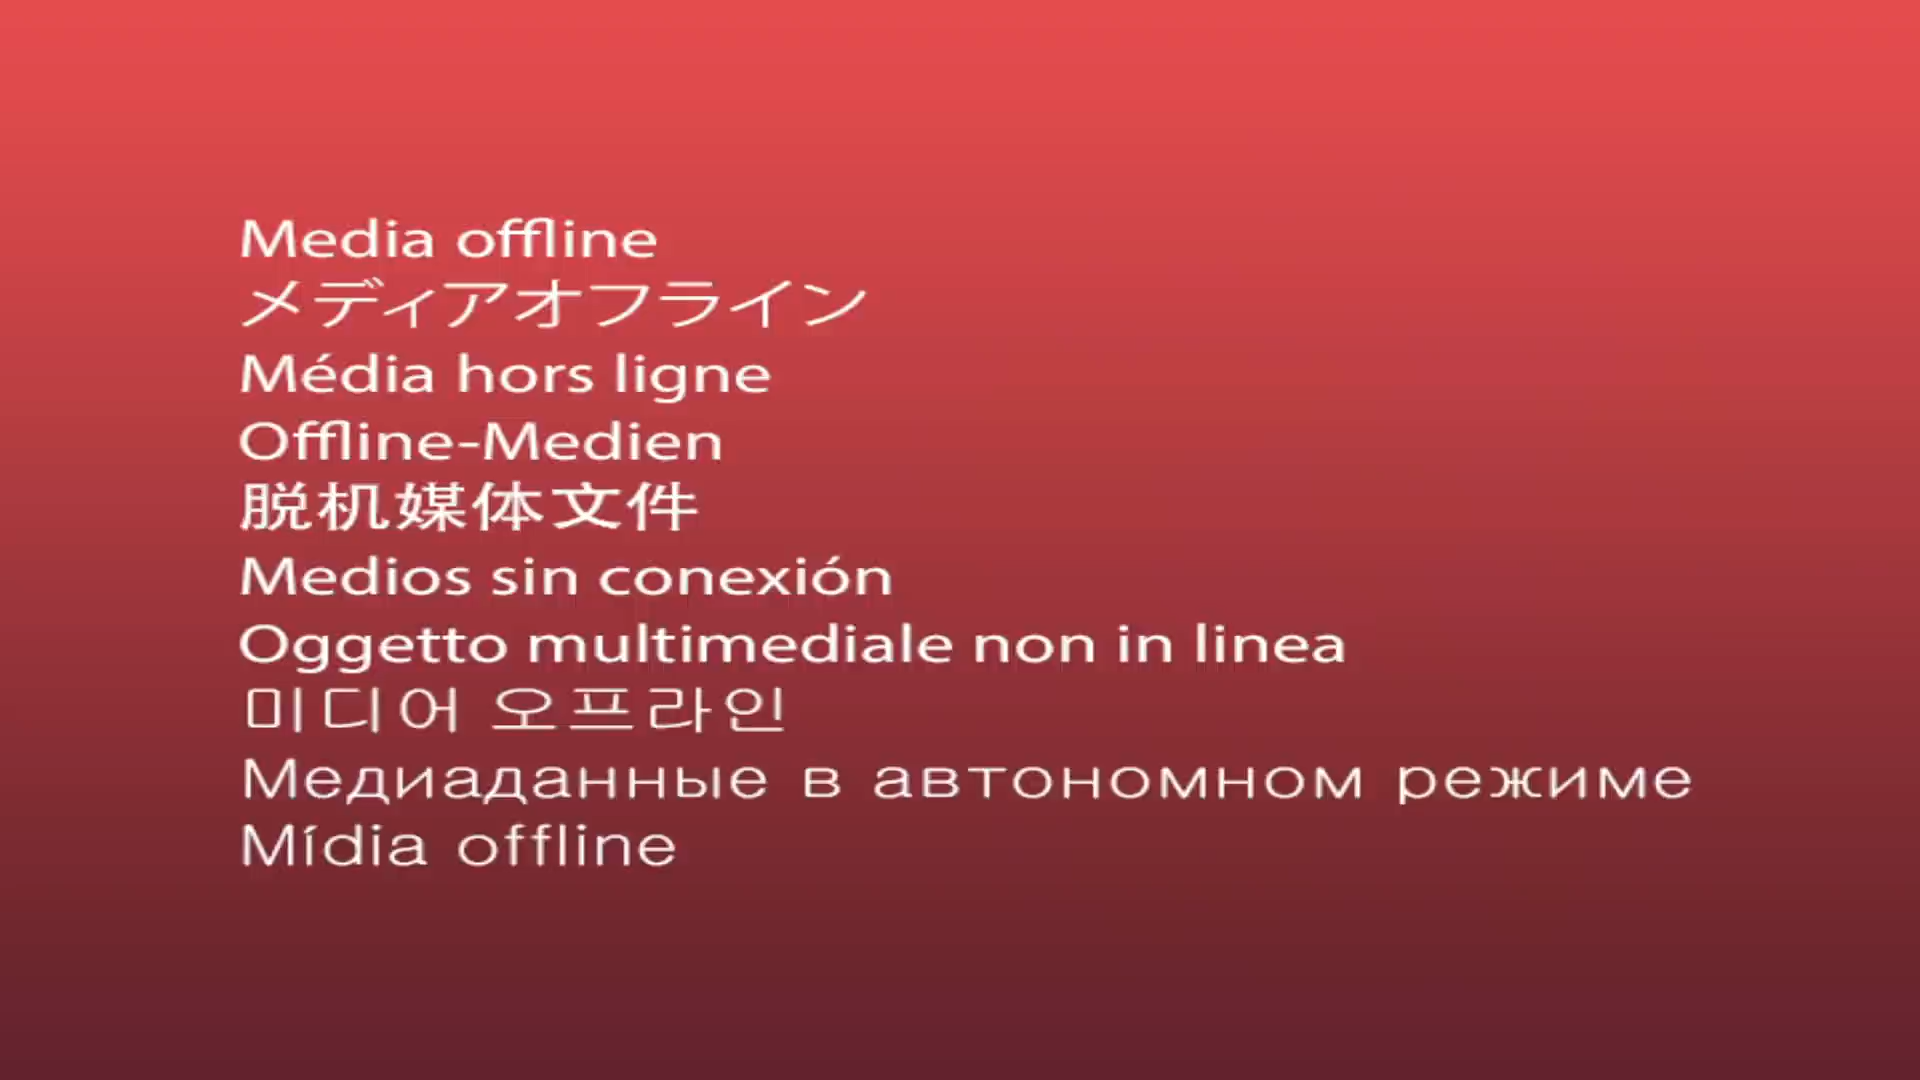 Media offline
メディアオフライン
Média hors ligne
Offline-Medien
脱机媒体文件
Medios sin conexión
Oggetto multimediale non in linea
미디어 오프라인
Медиаданные в автономном режиме
Mídia offline